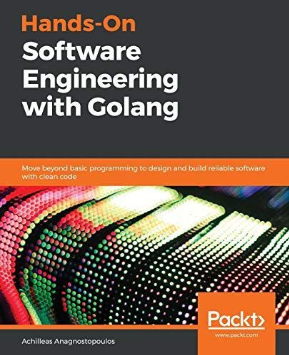 Hands-On
Software
Engineering
with Golang
Move beyond basic programming to design and build reliable software
with clean code
Packt>
www.packt.com
Achilleas Anagnostopoulos